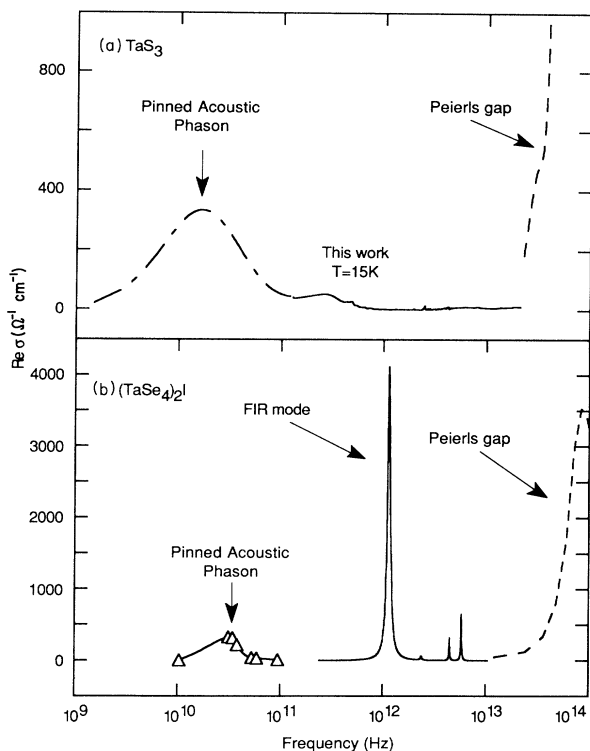 (a) TaS₃
800
Pinned Acoustic
Phason
Peierls gap
400
This work
T=15K
0
Re σ (Ω⁻¹ cm⁻¹)
(b) (TaSe₄)₂I
4000
FIR mode
Peierls gap
3000
2000
Pinned Acoustic
Phason
1000
0
10⁹ 10¹⁰ 10¹¹ 10¹² 10¹³ 10¹⁴
Frequency (Hz)